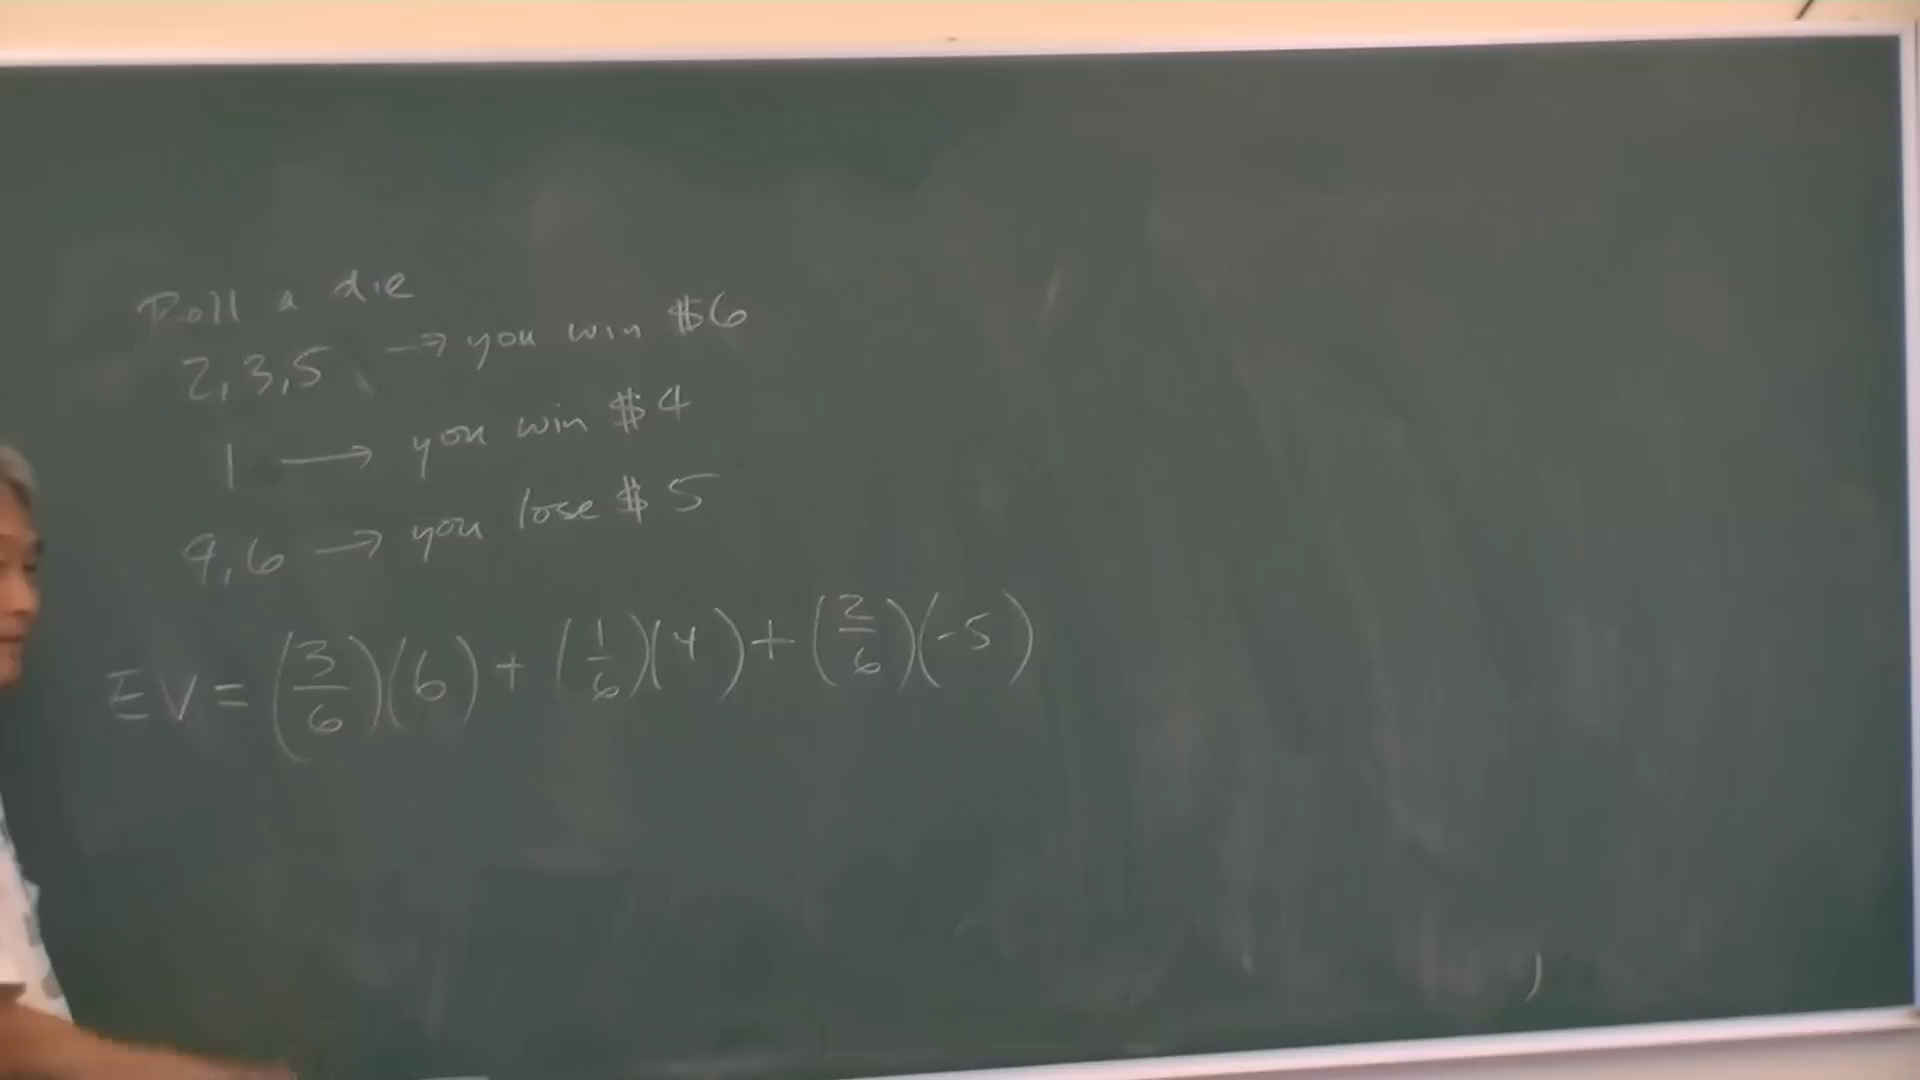 Roll a die
2,3,5 → you win $6
1 → you win $4
4,6 → you lose $5
EV = (3/6)(6) + (1/6)(4) + (2/6)(-5)